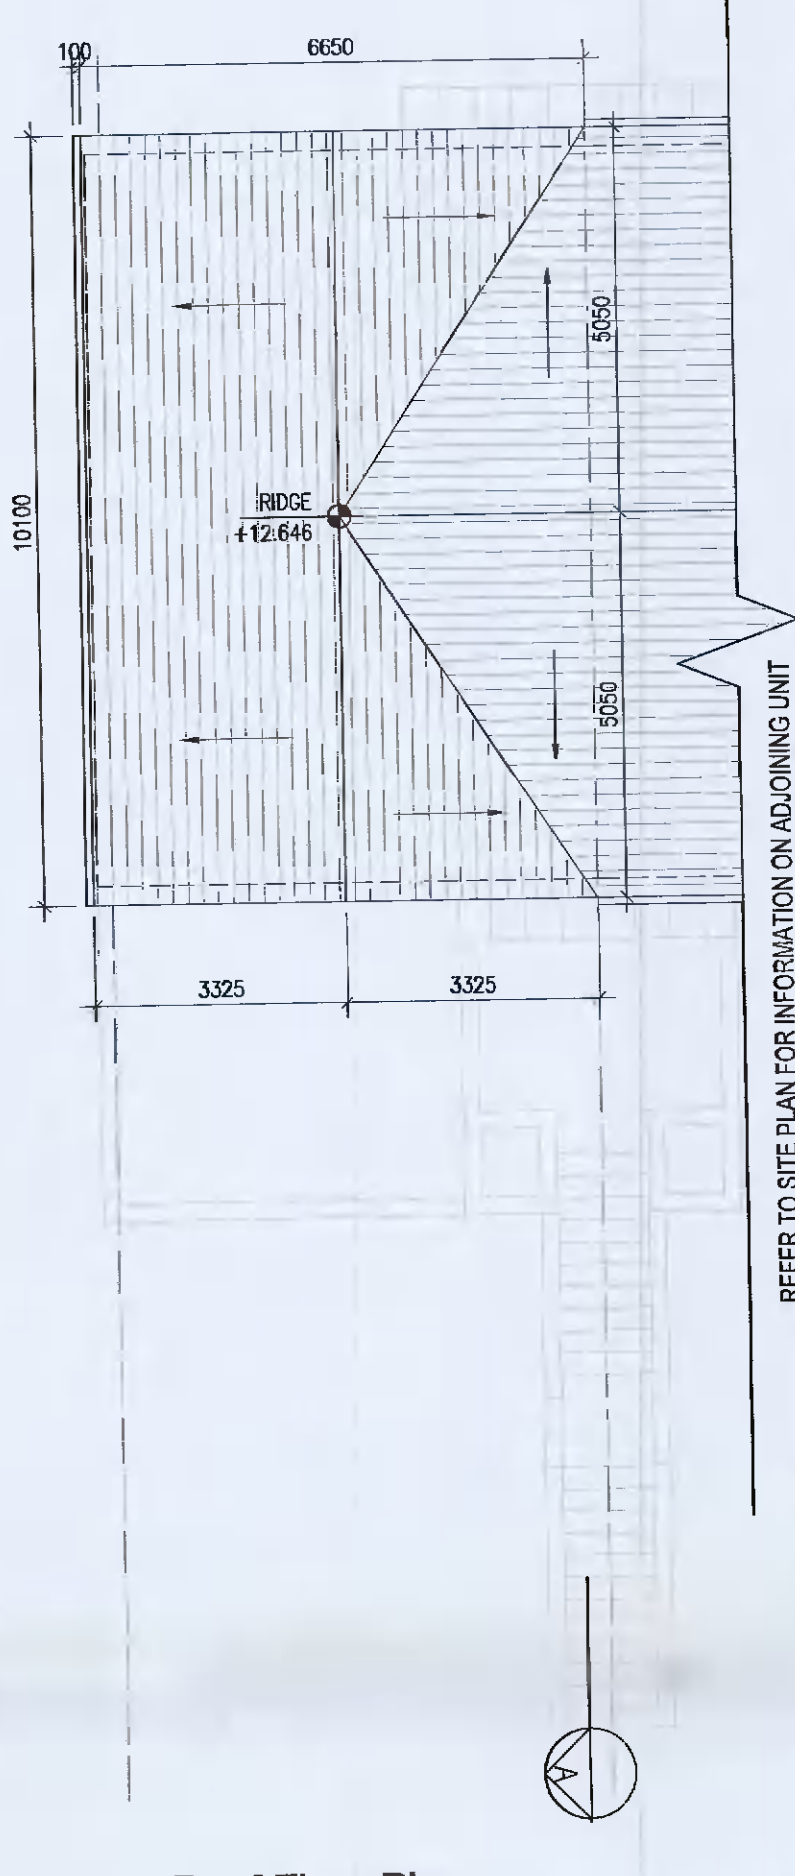 100
6650
5050
10100
RIDGE
+12.646
5050
3325
3325
REFER TO SITE PLAN FOR INFORMATION ON ADJOINING UNIT
A